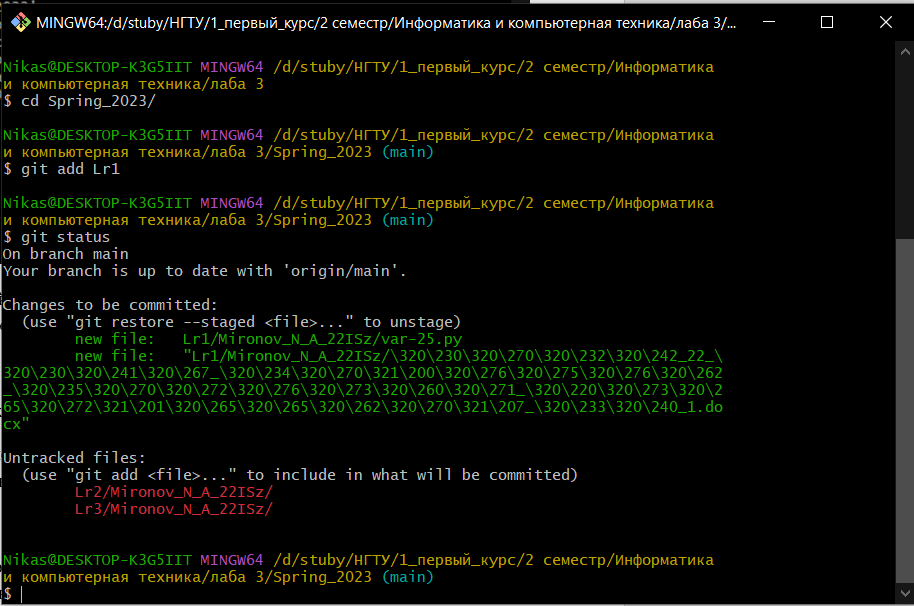 MINGW64:/d/stuby/НГТУ/1_первый_курс/2 семестр/Информатика и компьютерная техника/лаба 3/...
Nikas@DESKTOP-K3G5IIT MINGW64 /d/stuby/НГТУ/1_первый_курс/2 семестр/Информатика
и компьютерная техника/лаба 3
$ cd Spring_2023/
Nikas@DESKTOP-K3G5IIT MINGW64 /d/stuby/НГТУ/1_первый_курс/2 семестр/Информатика
и компьютерная техника/лаба 3/Spring_2023 (main)
$ git add Lr1
Nikas@DESKTOP-K3G5IIT MINGW64 /d/stuby/НГТУ/1_первый_курс/2 семестр/Информатика
и компьютерная техника/лаба 3/Spring_2023 (main)
$ git status
On branch main
Your branch is up to date with 'origin/main'.
Changes to be committed:
(use "git restore --staged <file>..." to unstage)
new file:   Lr1/Mironov_N_A_22ISz/var-25.py
new file:   "Lr1/Mironov_N_A_22ISz/\320\230\320\270\320\232\320\242_22_\
320\230\320\241\320\267_\320\234\320\270\321\200\320\276\320\275\320\276\320\262
_\320\235\320\270\320\272\320\276\320\273\320\260\320\271_\320\220\320\273\320\2
65\320\272\321\201\320\265\320\265\320\262\320\270\321\207_\320\233\320\240_1.do
cx"
Untracked files:
(use "git add <file>..." to include in what will be committed)
Lr2/Mironov_N_A_22ISz/
Lr3/Mironov_N_A_22ISz/
Nikas@DESKTOP-K3G5IIT MINGW64 /d/stuby/НГТУ/1_первый_курс/2 семестр/Информатика
и компьютерная техника/лаба 3/Spring_2023 (main)
$